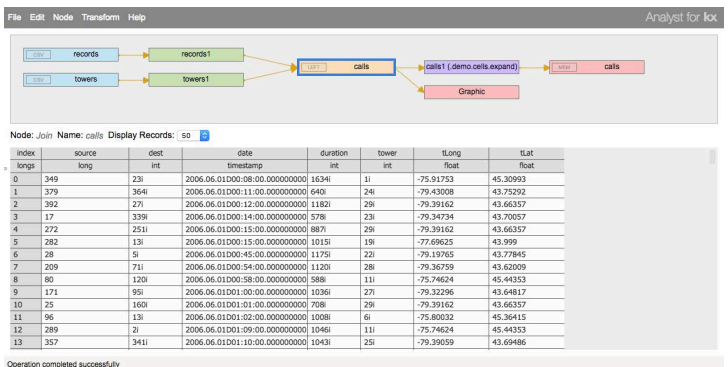 File Edit Node Transform Help Analyst for kx
CSV records records1
LEFT calls calls1 (.demo.cells.expand) NEW calls
CSV towers towers1
Graphic
Node: Join Name: calls Display Records: 50
index source dest date duration tower tLong tLat
longs long int timestamp int int float float
0 349 23i 2006.06.01D00:08:00.000000000 1634i 1i -75.91753 45.30993
1 379 364i 2006.06.01D00:11:00.000000000 640i 24i -79.43008 43.75292
2 392 27i 2006.06.01D00:12:00.000000000 1182i 29i -79.39162 43.66357
3 17 339i 2006.06.01D00:14:00.000000000 578i 23i -79.34734 43.70057
4 272 251i 2006.06.01D00:15:00.000000000 887i 29i -79.39162 43.66357
5 282 13i 2006.06.01D00:15:00.000000000 1015i 19i -77.69625 43.999
6 28 5i 2006.06.01D00:45:00.000000000 1175i 22i -79.19765 43.77845
7 209 71i 2006.06.01D00:54:00.000000000 1120i 28i -79.36759 43.62009
8 80 120i 2006.06.01D00:58:00.000000000 588i 11i -75.74624 45.44353
9 171 95i 2006.06.01D01:00:00.000000000 1036i 27i -79.32296 43.64817
10 25 160i 2006.06.01D01:01:00.000000000 708i 29i -79.39162 43.66357
11 96 13i 2006.06.01D01:02:00.000000000 1008i 6i -75.80032 45.36415
12 289 2i 2006.06.01D01:09:00.000000000 1046i 11i -75.74624 45.44353
13 357 341i 2006.06.01D01:10:00.000000000 1043i 25i -79.39059 43.69486
Operation completed successfully